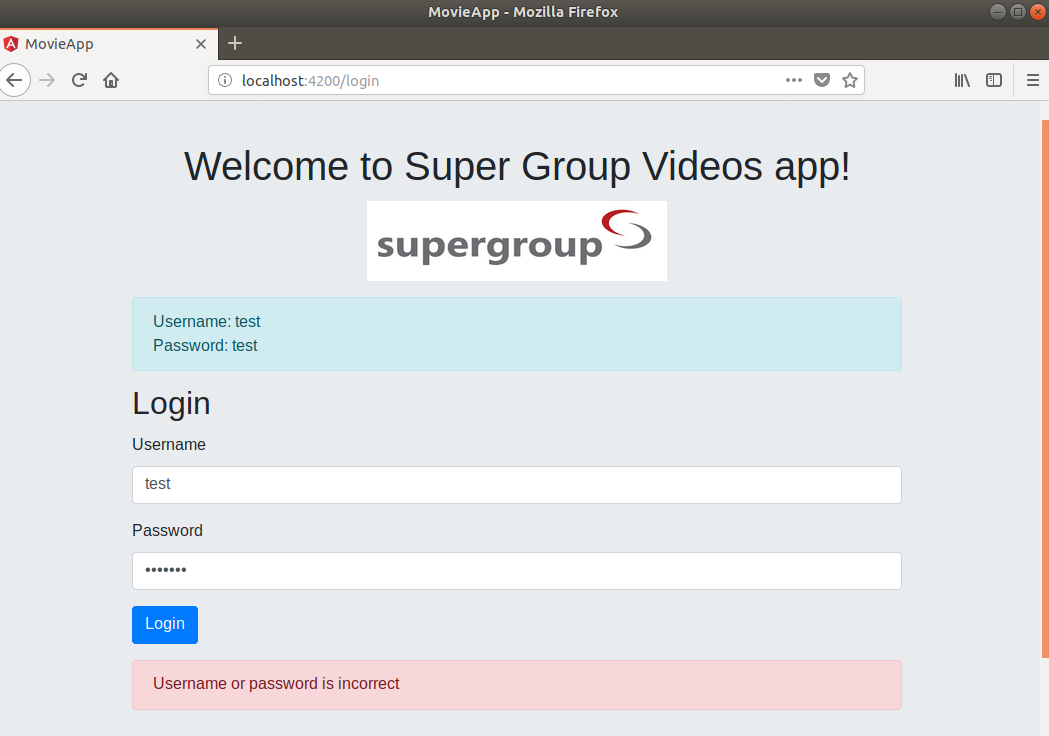 MovieApp - Mozilla Firefox
MovieApp
localhost:4200/login
Welcome to Super Group Videos app!
supergroup
Username: test
Password: test
Login
Username
test
Password
•••••••
Login
Username or password is incorrect